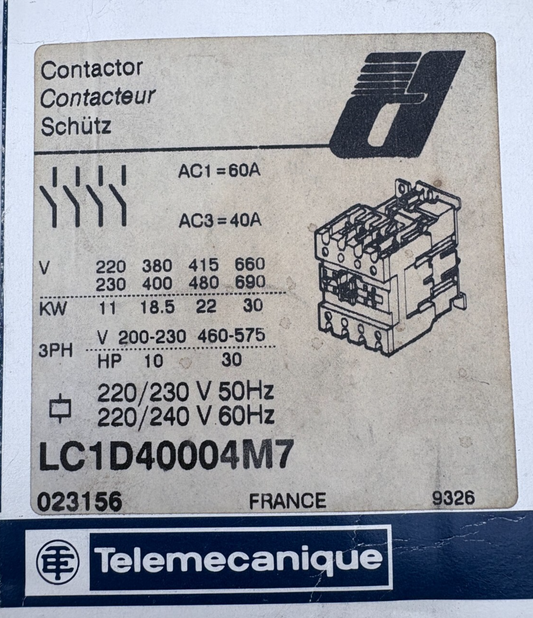 Contactor
Contacteur
Schütz
AC1=60A
AC3=40A
V 220 380 415 660
230 400 480 690
KW 11 18.5 22 30
3PH V 200-230 460-575
HP 10 30
220/230 V 50Hz
220/240 V 60Hz
LC1D40004M7
023156 FRANCE 9326
TE Telemecanique